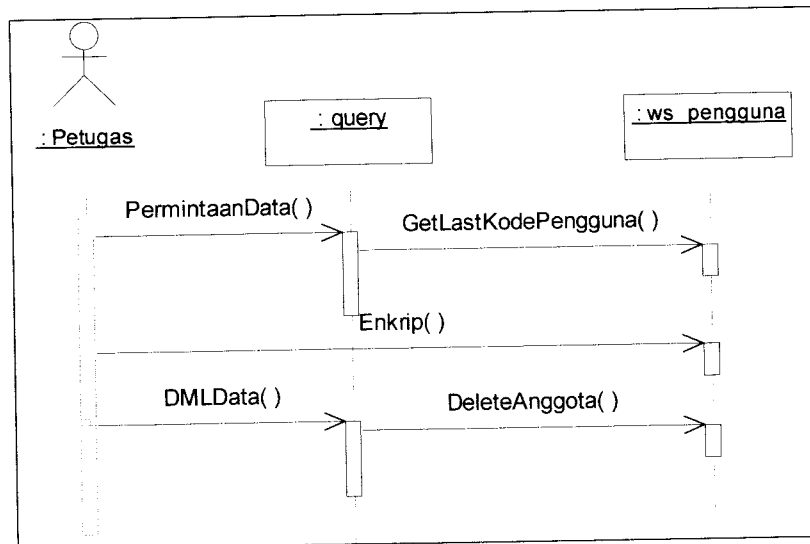 : Petugas
: query
: ws_pengguna
PermintaanData( )
GetLastKodePengguna( )
Enkrip( )
DMLData( )
DeleteAnggota( )